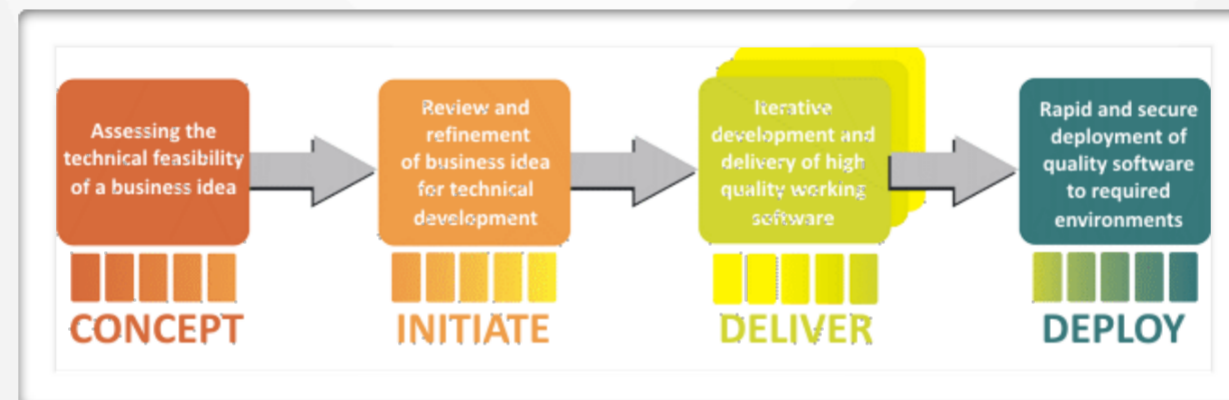 Assessing the
technical feasibility
of a business idea
CONCEPT
Review and
refinement
of business idea
for technical
development
INITIATE
Iterative
development and
delivery of high
quality working
software
DELIVER
Rapid and secure
deployment of
quality software
to required
environments
DEPLOY